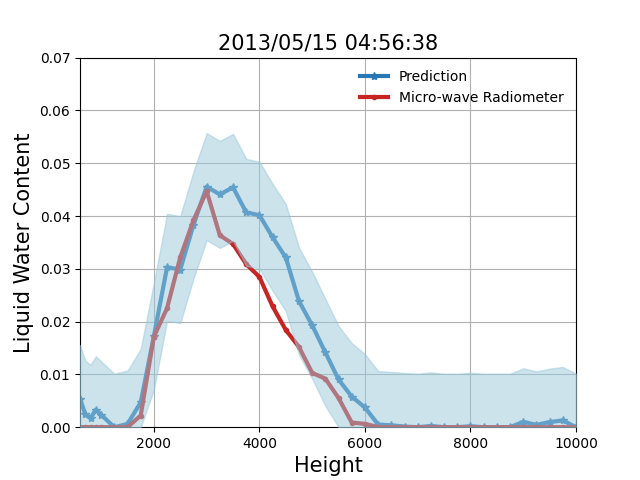 2013/05/15 04:56:38
Prediction
Micro-wave Radiometer
Liquid Water Content
0.07
0.06
0.05
0.04
0.03
0.02
0.01
0.00
2000 4000 6000 8000 10000
Height